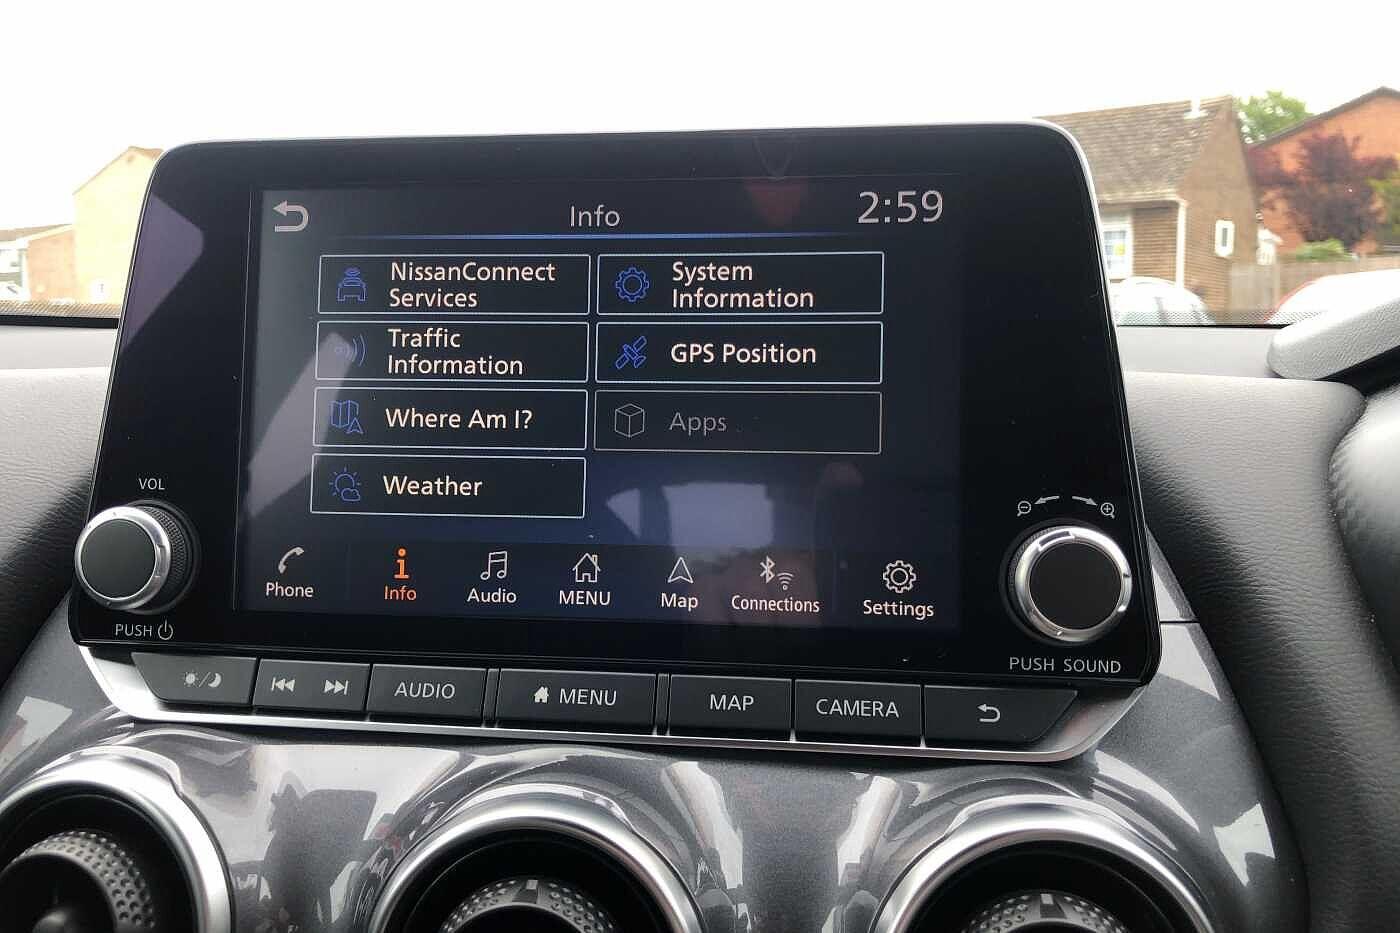 Info
2:59
NissanConnect
Services
System
Information
Traffic
Information
GPS Position
Where Am I?
Apps
Weather
VOL
PUSH
Phone
Info
Audio
MENU
Map
Connections
Settings
PUSH SOUND
AUDIO
MENU
MAP
CAMERA